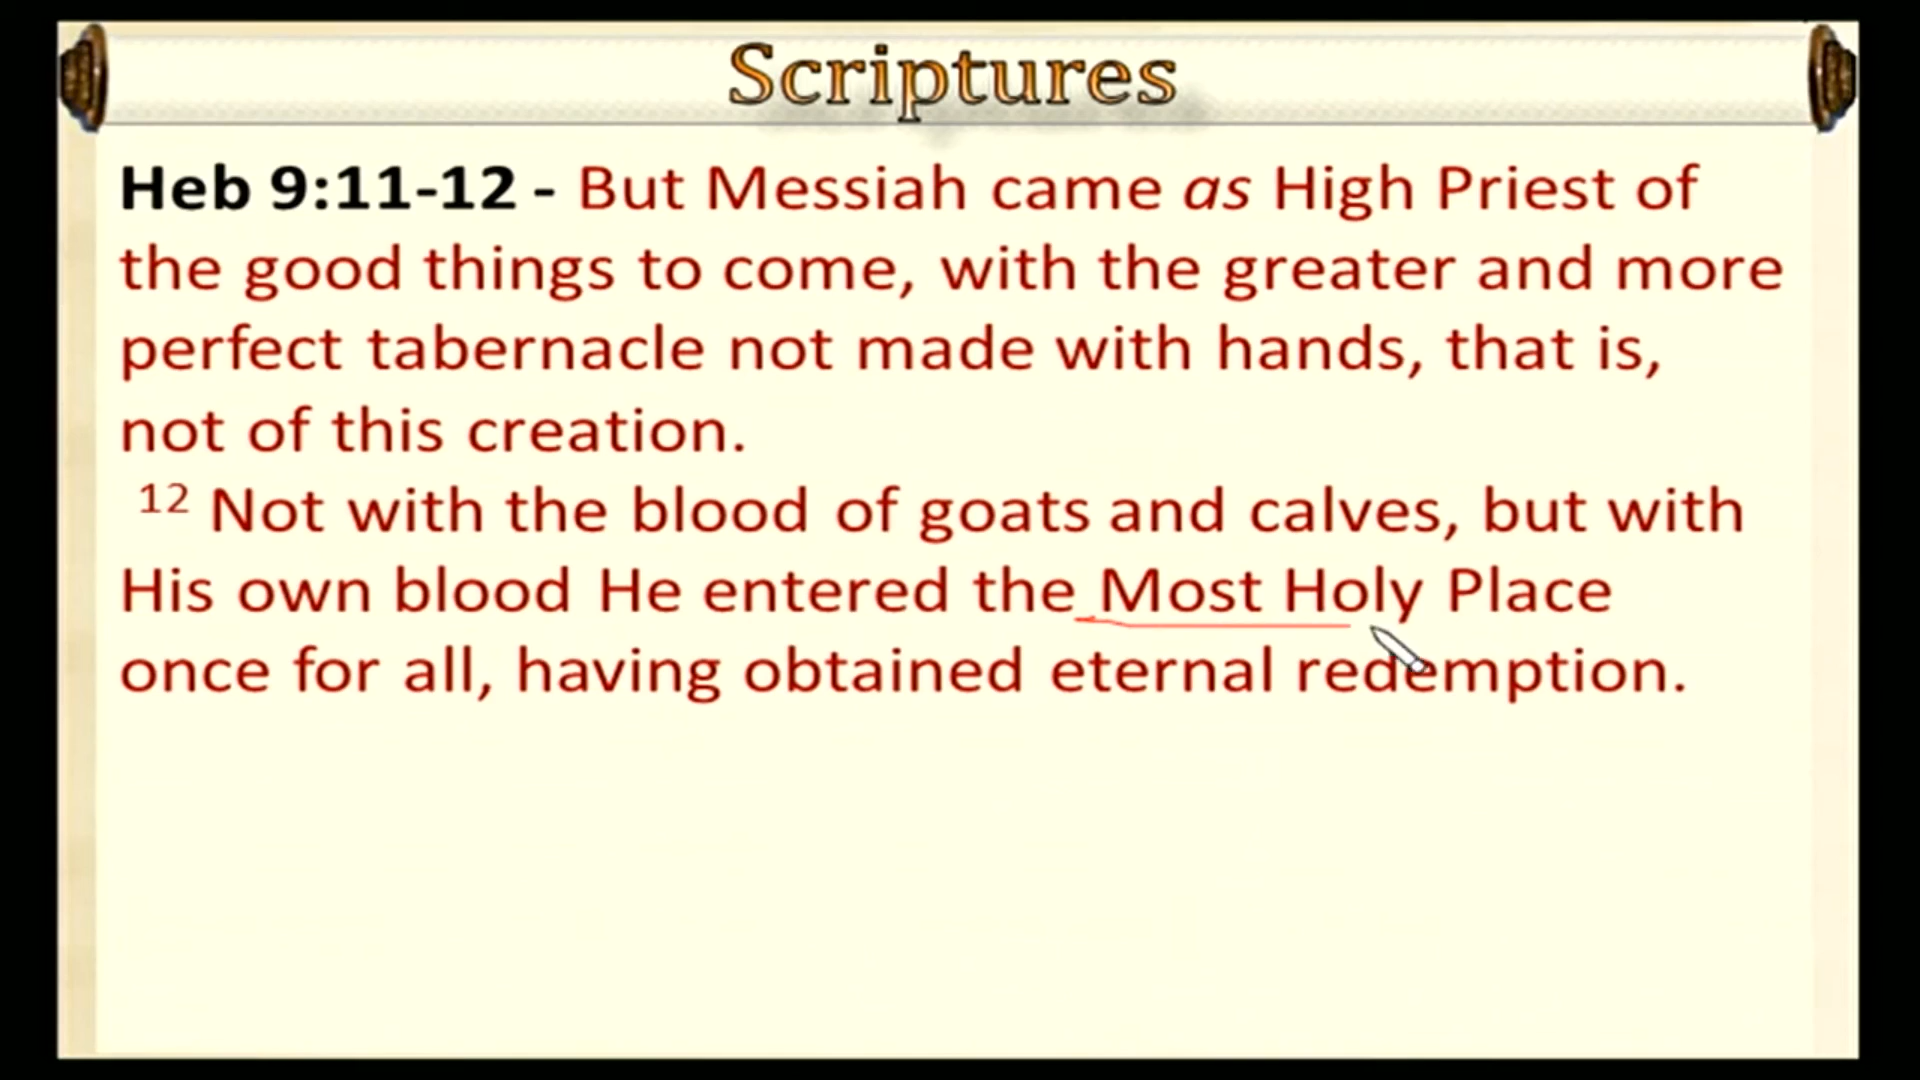 Scriptures
Heb 9:11-12 - But Messiah came as High Priest of
the good things to come, with the greater and more
perfect tabernacle not made with hands, that is,
not of this creation.
12 Not with the blood of goats and calves, but with
His own blood He entered the Most Holy Place
once for all, having obtained eternal redemption.